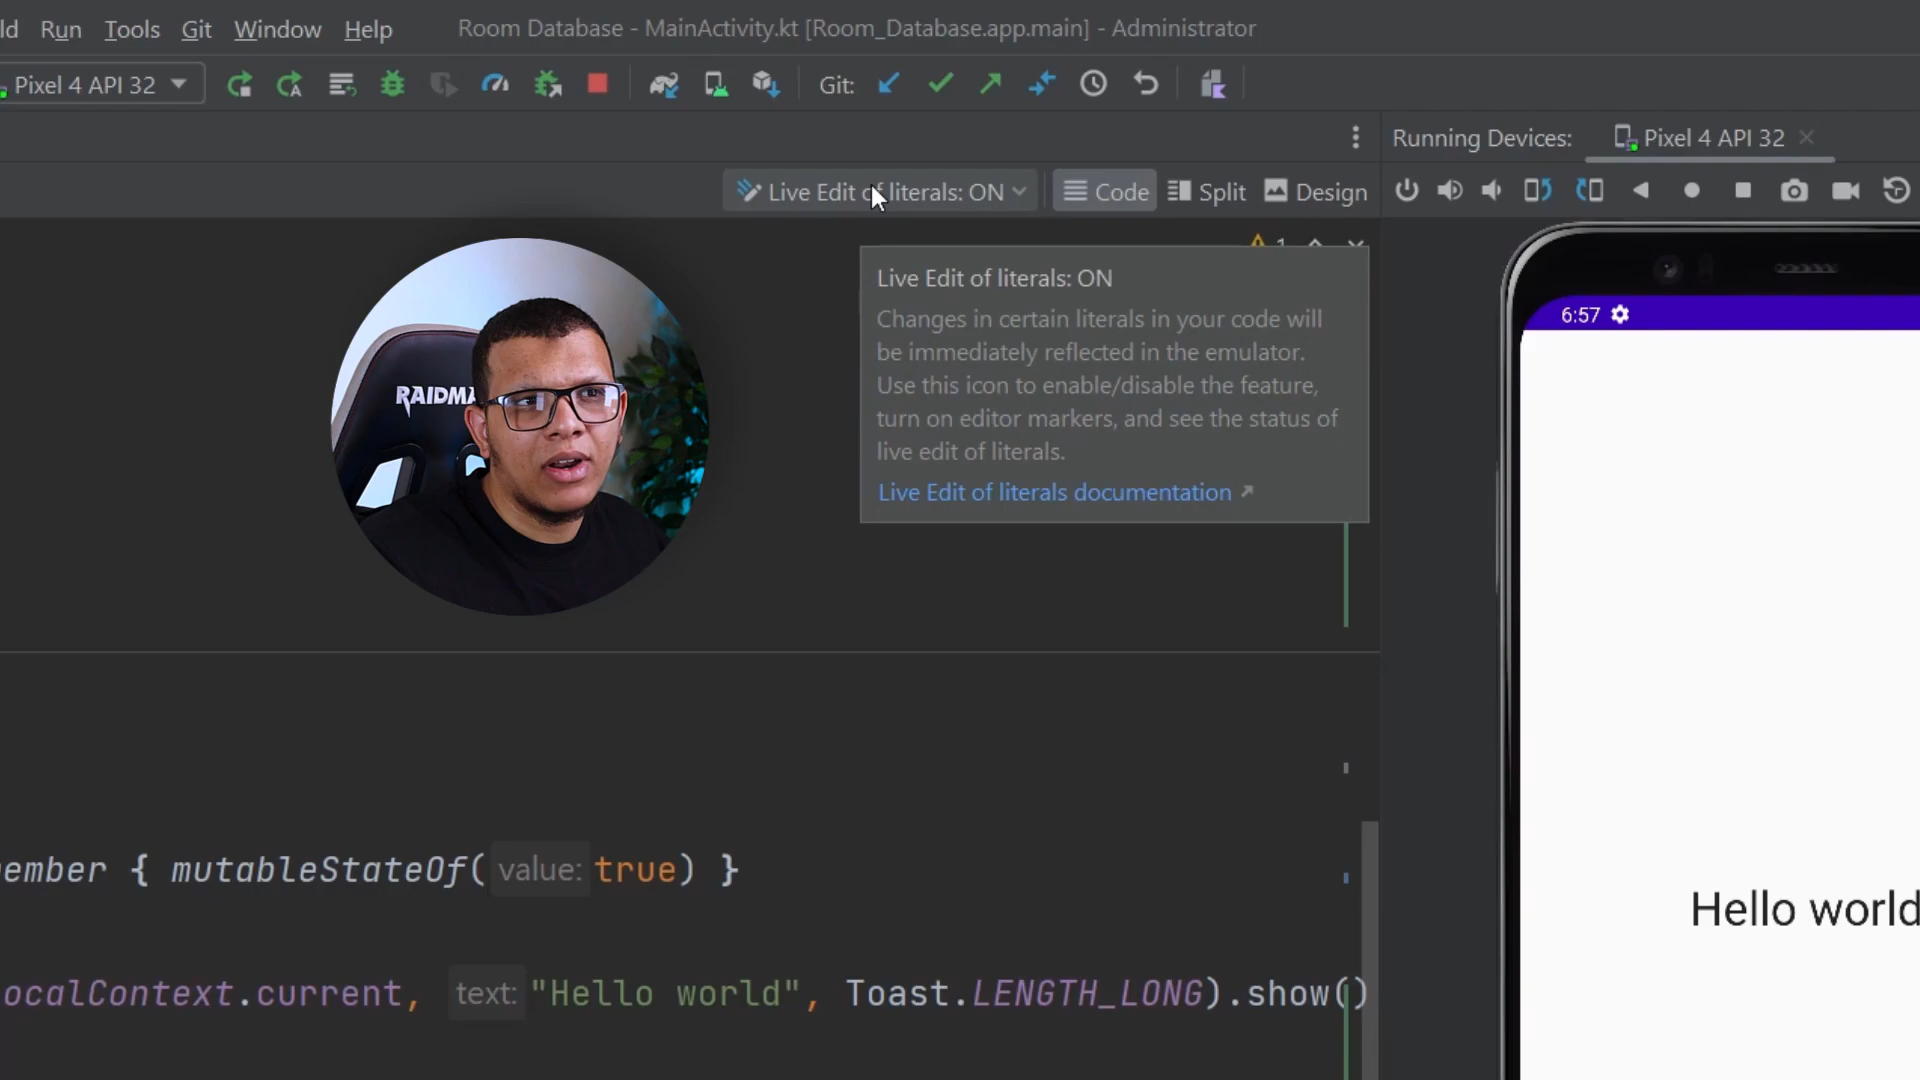 ld Run Tools Git Window Help Room Database - MainActivity.kt [Room_Database.app.main] - Administrator
Pixel 4 API 32 Git:
Running Devices: Pixel 4 API 32
Live Edit of literals: ON Code Split Design
1
Live Edit of literals: ON
Changes in certain literals in your code will
be immediately reflected in the emulator.
Use this icon to enable/disable the feature,
turn on editor markers, and see the status of
live edit of literals.
Live Edit of literals documentation
6:57
RAIDMA
ember { mutableStateOf( value: true) }
Hello world
ocalContext.current, text: "Hello world", Toast.LENGTH_LONG).show()